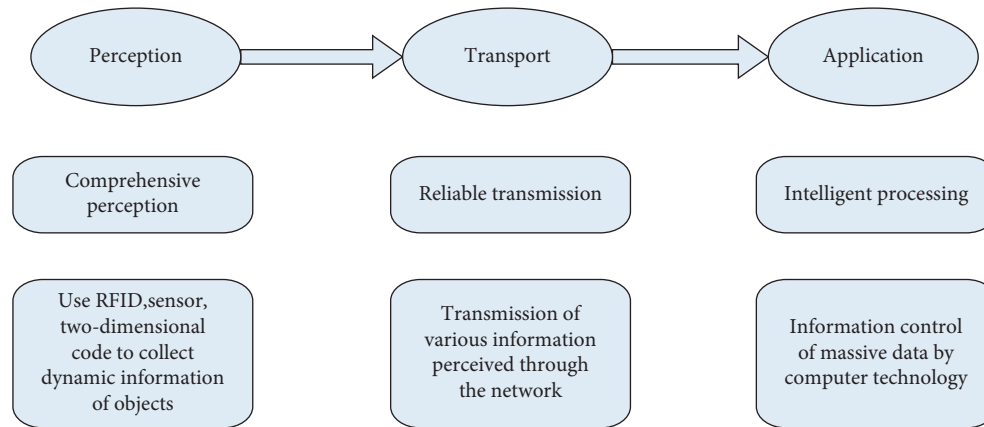 Perception
Transport
Application
Comprehensive
perception
Reliable transmission
Intelligent processing
Use RFID,sensor,
two-dimensional
code to collect
dynamic information
of objects
Transmission of
various information
perceived through
the network
Information control
of massive data by
computer technology